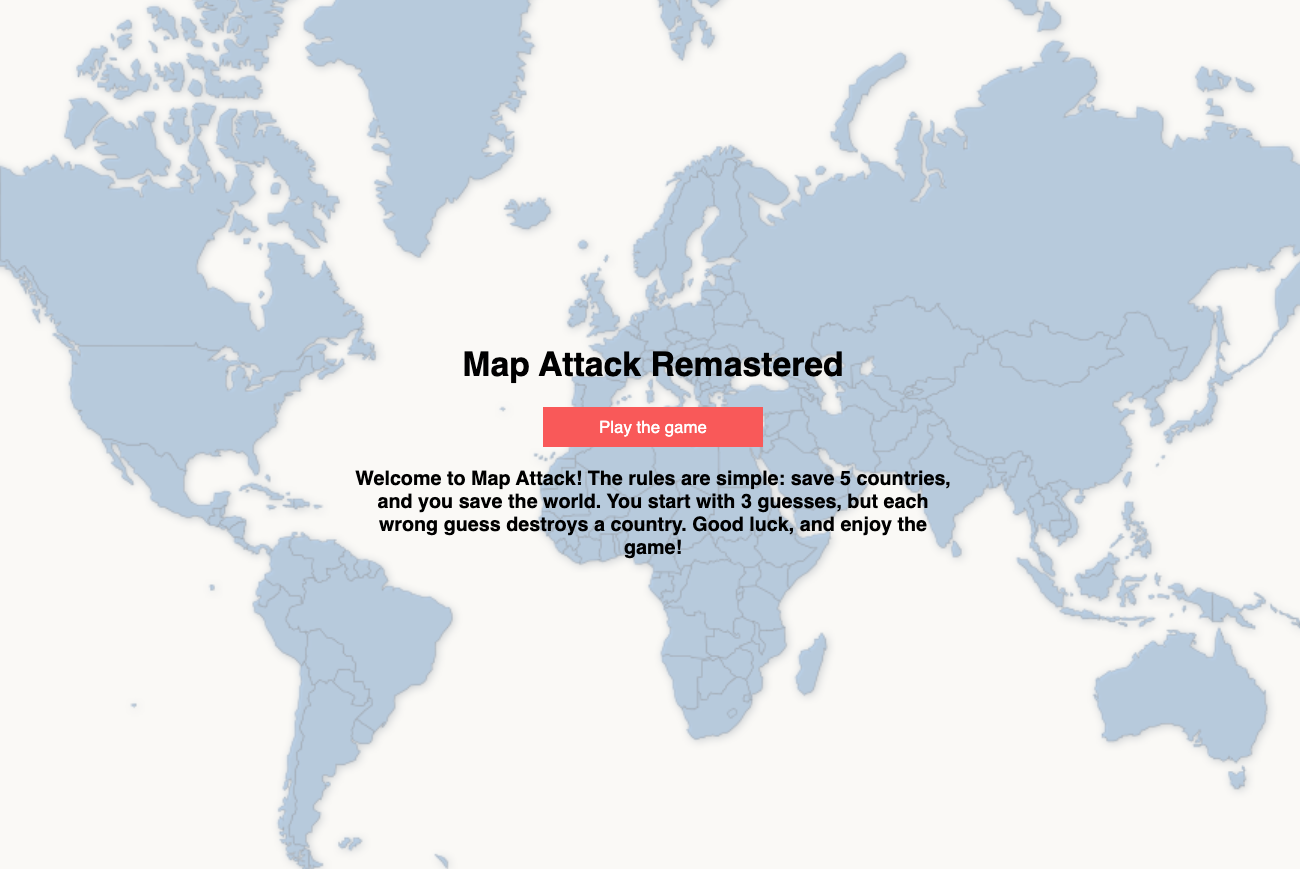 Map Attack Remastered
Play the game
Welcome to Map Attack! The rules are simple: save 5 countries,
and you save the world. You start with 3 guesses, but each
wrong guess destroys a country. Good luck, and enjoy the
game!